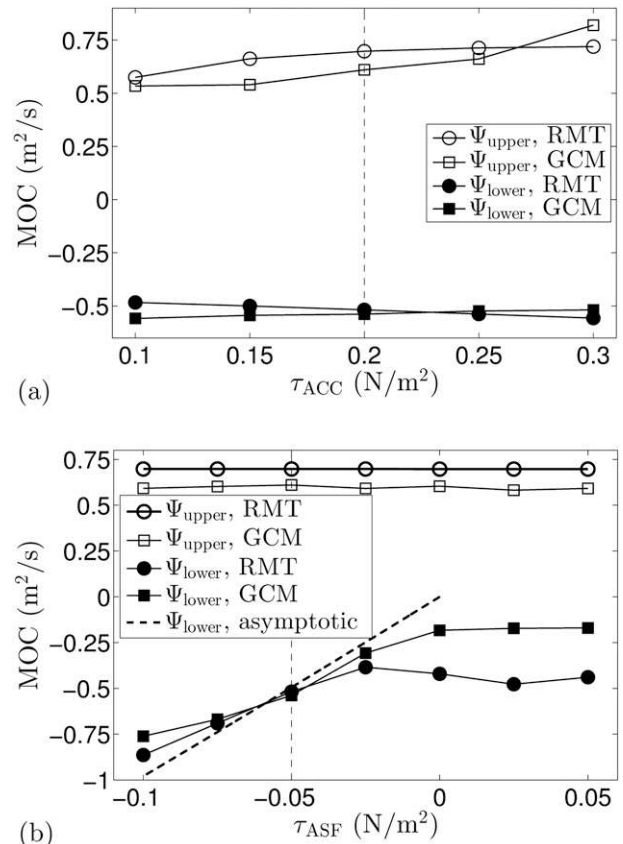 0.75
0.5
0.25
0
−0.25
−0.5
MOC (m²/s)
Ψupper, RMT
Ψupper, GCM
Ψlower, RMT
Ψlower, GCM
0.1 0.15 0.2 0.25 0.3
τACC (N/m²)
(a)
0.75
0.5
0.25
0
−0.25
−0.5
−0.75
−1
MOC (m²/s)
Ψupper, RMT
Ψupper, GCM
Ψlower, RMT
Ψlower, GCM
Ψlower, asymptotic
−0.1 −0.05 0 0.05
τASF (N/m²)
(b)